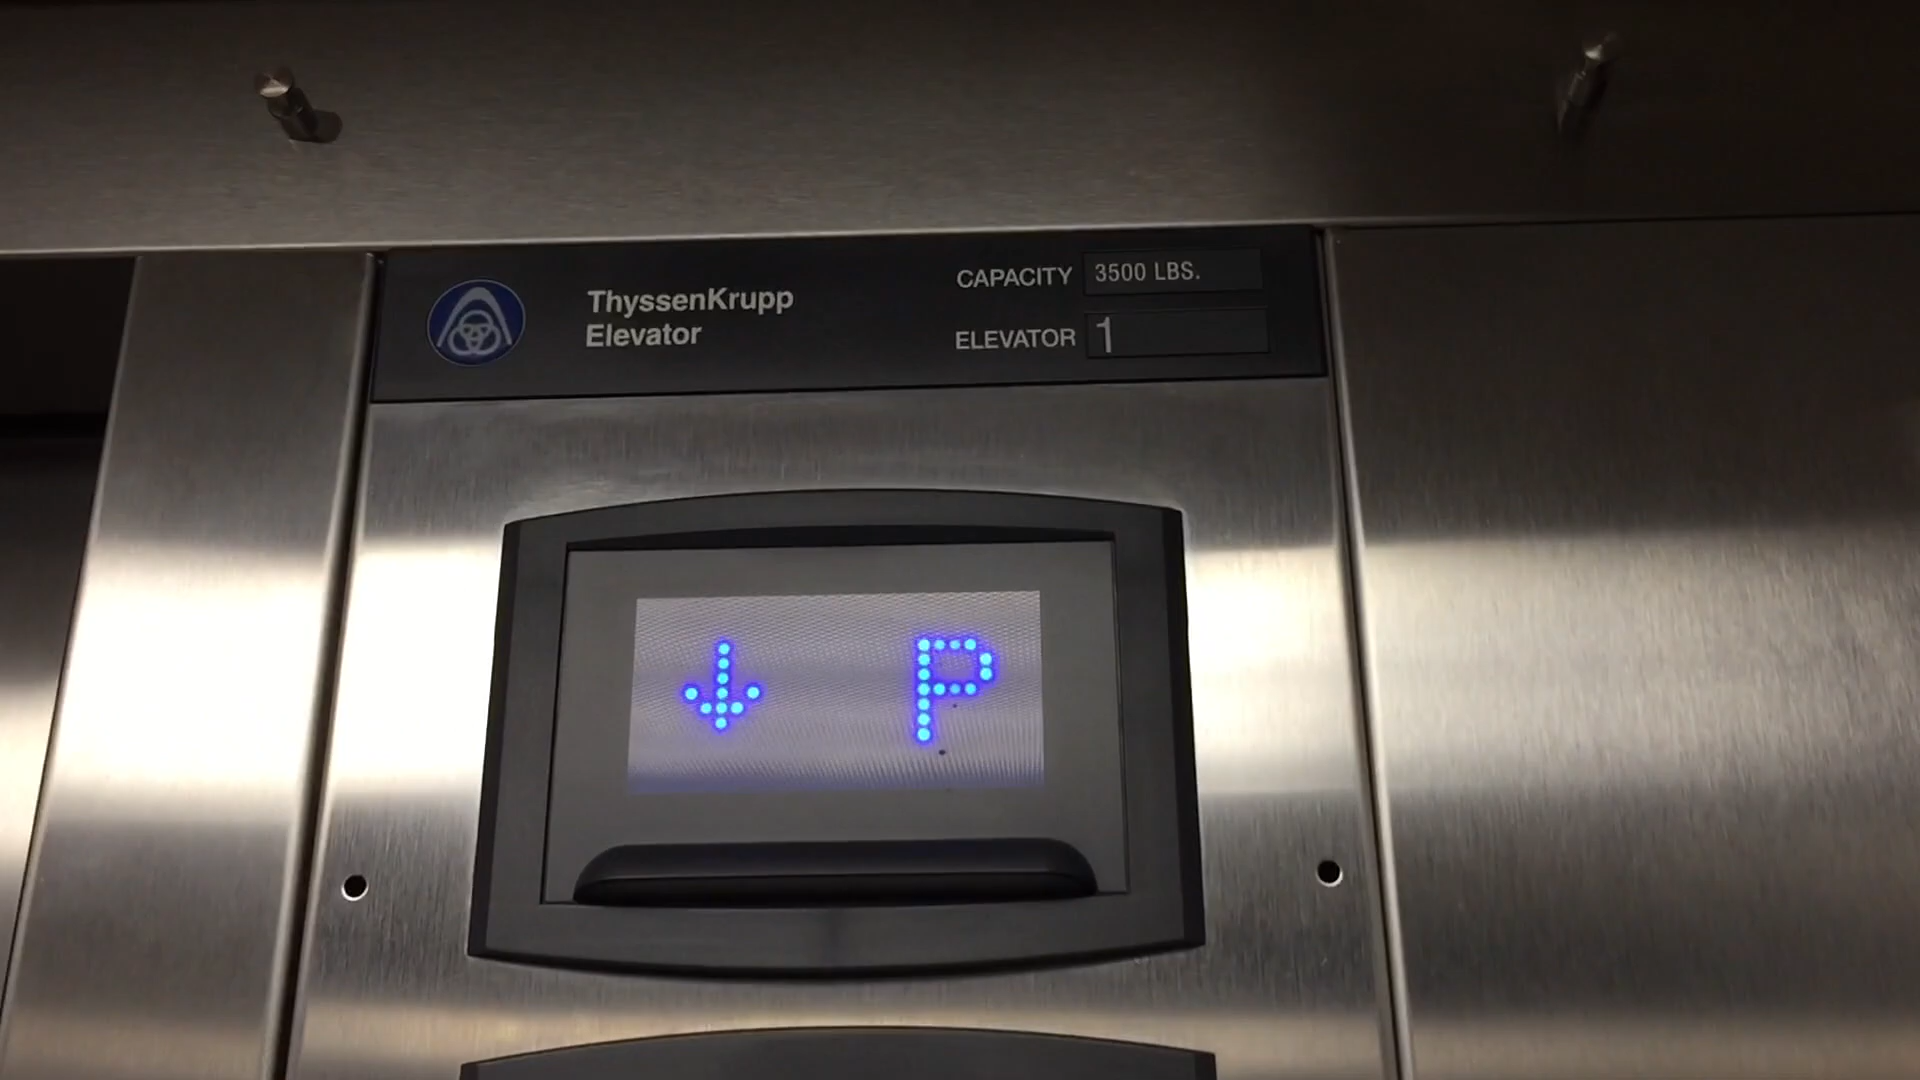 ThyssenKrupp
Elevator
CAPACITY 3500 LBS.
ELEVATOR 1
↓ P